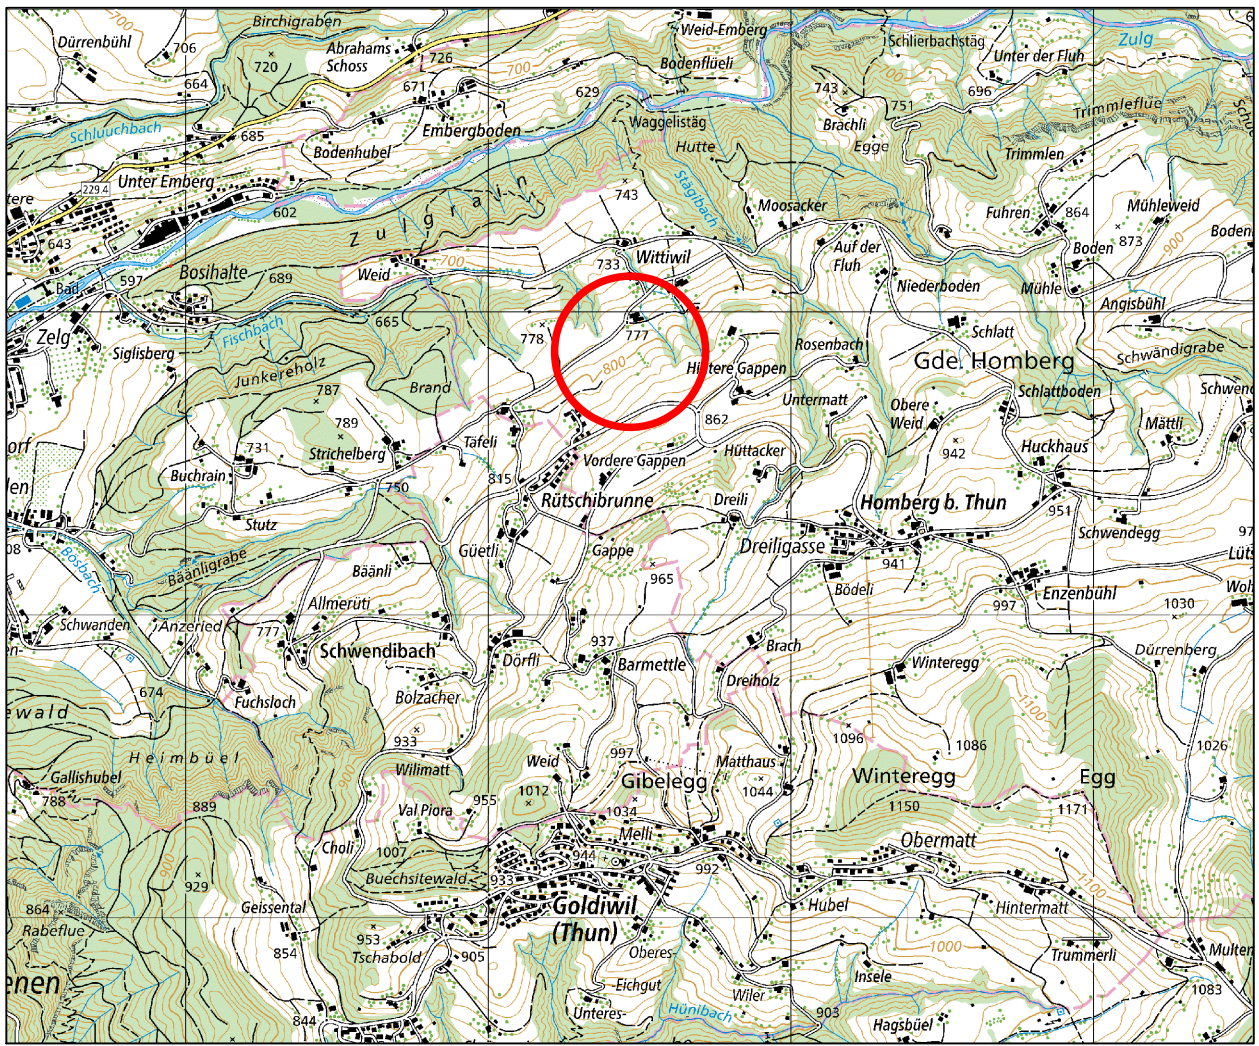 Birchigraben
700
Dürrenbühl
706
Abrahams
Schoss
726
Weid-Emberg
Schlierbachstäg
Zulg
720
664
671
700
Bodenflüeli
Unter der Fluh
629
743
751
696
Trimmleflüe
Schluuchbach
685
Embergboden
Waggelistäg
Brächli
Egge
Bodenhubel
Hutte
Trimmlen
229.4
Unter Emberg
602
Zulgrain
743
Stäglibach
Moosacker
Fuhren
864
Mühleweid
643
873
900
Boden
Auf der
Fluh
Boden
Bad
597
Bosihalte
689
Weid
700
733
Wittiwil
Niederboden
Mühle
Angisbühl
Zelg
Fischbach
665
778
777
Rosenbach
Schlatt
Siglisberg
Junkereholz
Gde. Homberg
Schwändigrabe
787
Brand
800
Hintere Gappen
Schlattboden
Untermatt
Obere
Weid
789
862
Mättli
731
Strichelberg
Täfeli
Hüttacker
942
Huckhaus
Buchrain
815
Vordere Gappen
750
Rütschibrunne
Dreili
Homberg b. Thun
951
Stutz
Schwendegg
Bösbach
Bäänligrabe
Güetli
Gappe
Dreiligasse
941
Bäänli
965
Bödeli
Enzenbühl
997
1030
Allmerüti
Schwanden
Anzeried
777
Schwendibach
Dörfli
937
Barmettle
Brach
Winteregg
Dürrenberg
674
Fuchsloch
Bolzacher
Dreiholz
1100
933
1096
1086
1026
Heimbüel
Gallishubel
788
900
Wilimatt
Weid
997
Matthaus
Gibelegg
Winteregg
Egg
889
955
1012
1044
1150
1171
Val Piora
1034
Melli
Choli
1007
944
992
Obermatt
900
929
Buechsitewald
933
1100
864
Rabeflue
Geissental
Goldiwil
(Thun)
Hubel
Hintermatt
953
Tschabold
854
905
Oberes-
1000
Trummerli
Multen
-Eichgut
Insele
Wiler
1083
844
Unteres-
Hünlibach
903
Hagsbüel